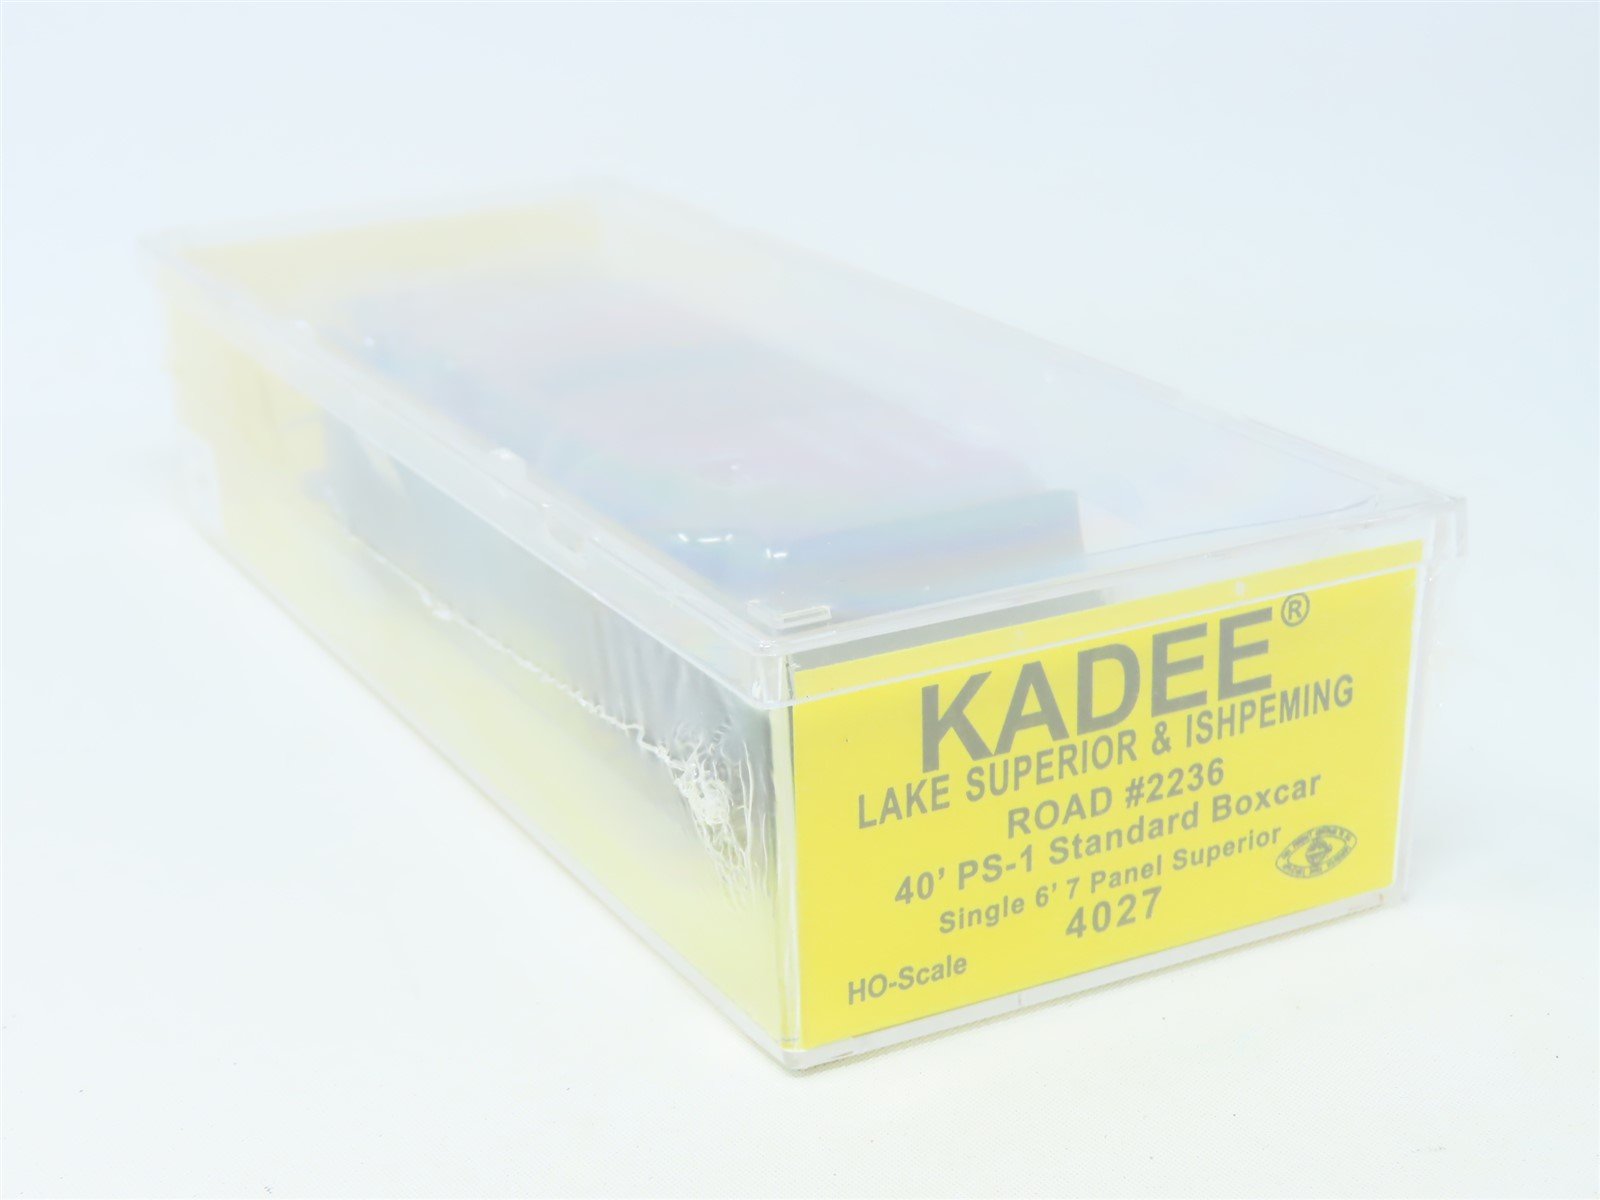 KADEE®
LAKE SUPERIOR & ISHPEMING
ROAD #2236
40' PS-1 Standard Boxcar
Single 6' 7 Panel Superior
4027
HO-Scale